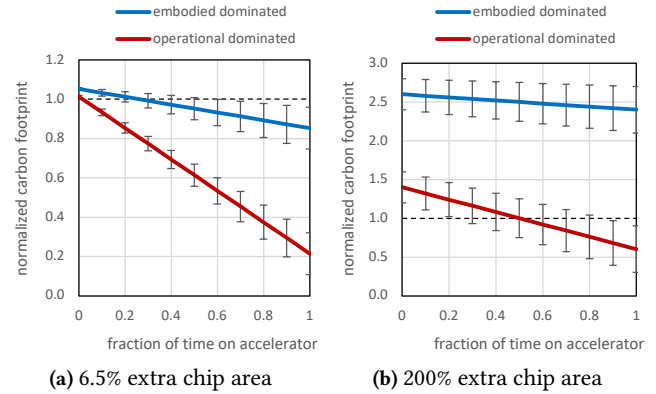 embodied dominated
operational dominated
normalized carbon footprint
1.2
1.0
0.8
0.6
0.4
0.2
0.0
0 0.2 0.4 0.6 0.8 1
fraction of time on accelerator
(a) 6.5% extra chip area
embodied dominated
operational dominated
normalized carbon footprint
3.0
2.5
2.0
1.5
1.0
0.5
0.0
0 0.2 0.4 0.6 0.8 1
fraction of time on accelerator
(b) 200% extra chip area